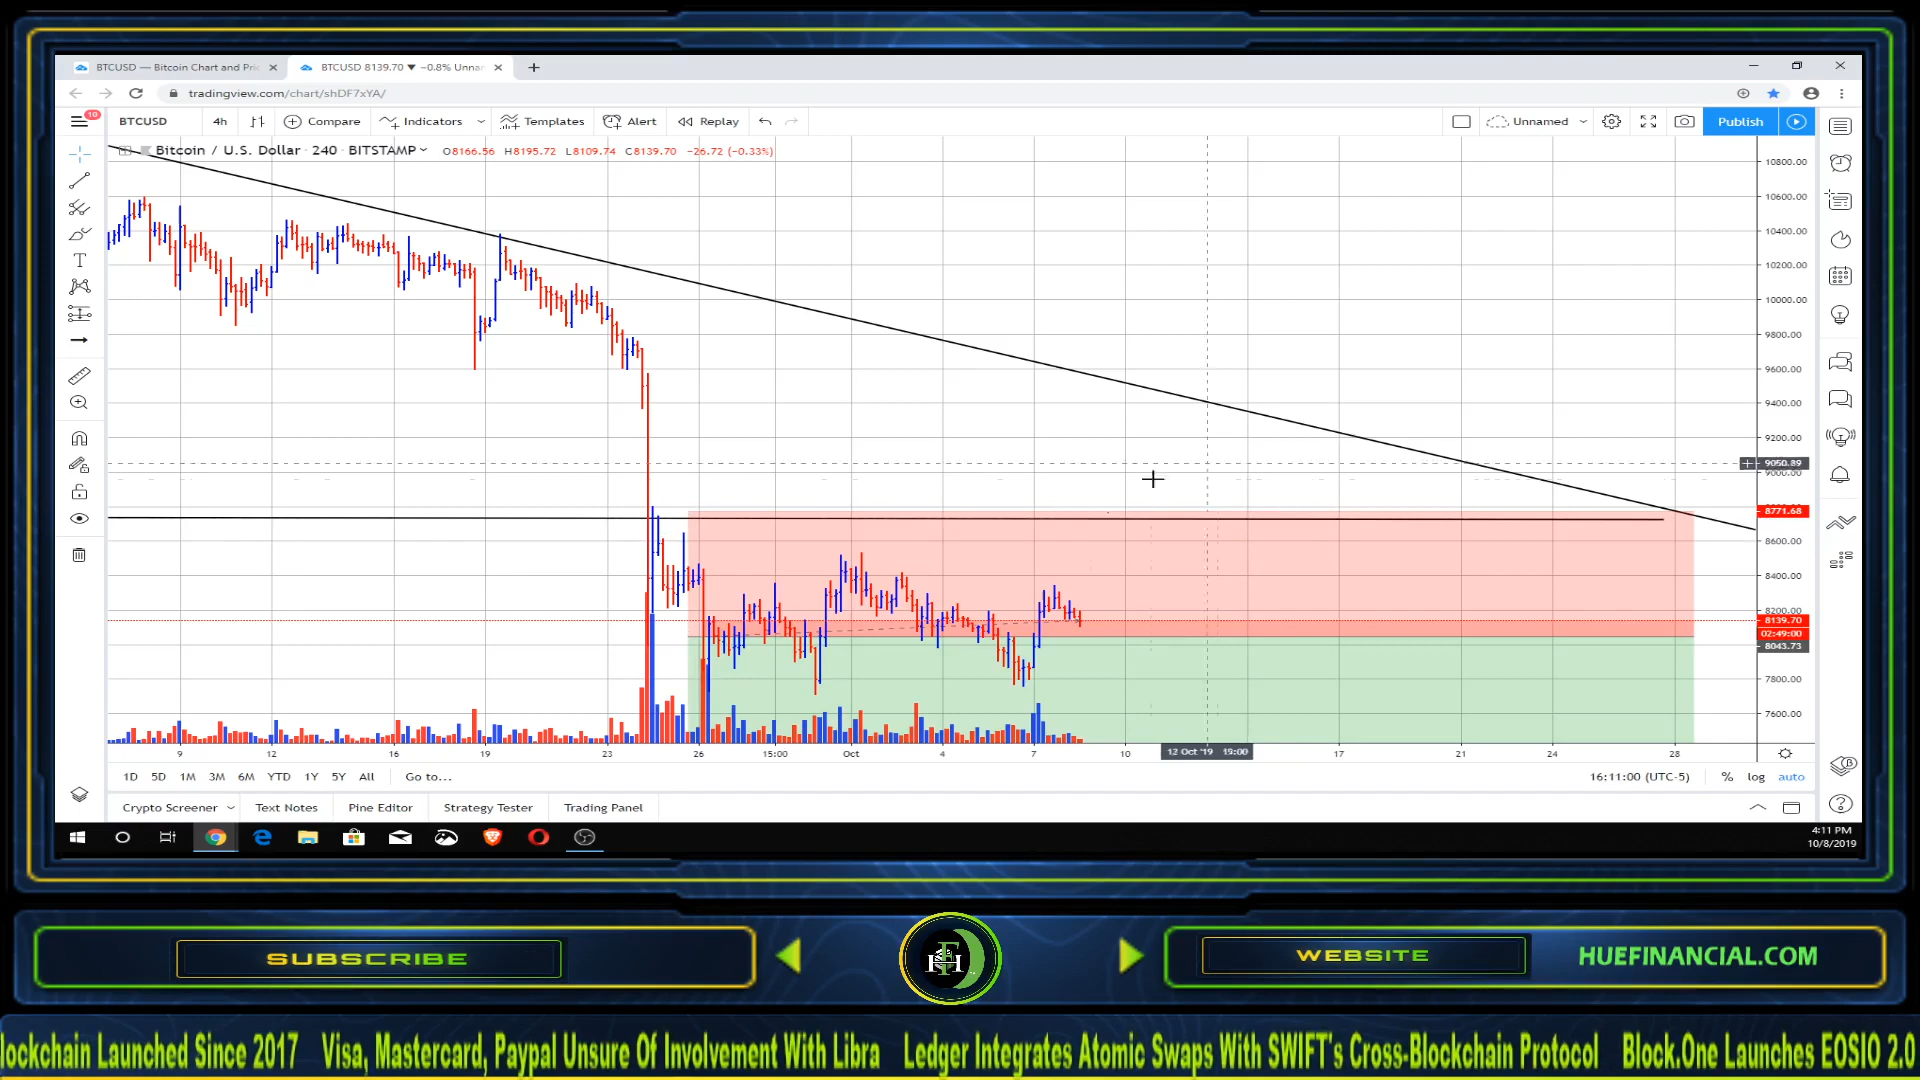 BTCUSD — Bitcoin Chart and Pric
BTCUSD 8139.70 ▼ −0.8% Unnam
tradingview.com/chart/shDF7xYA/
10
BTCUSD 4h Compare Indicators Templates Alert Replay Unnamed Publish
Bitcoin / U.S. Dollar · 240 · BITSTAMP O8166.56 H8195.72 L8109.74 C8139.70 −26.72 (−0.33%)
10800.00
10600.00
10400.00
10200.00
10000.00
9800.00
9600.00
9400.00
9200.00
9050.89
9000.00
8771.68
8600.00
8400.00
8200.00
8139.70
02:49:00
8043.73
7800.00
7600.00
9 12 16 19 23 26 15:00 Oct 4 7 10 12 Oct '19 19:00 17 21 24 28
1D 5D 1M 3M 6M YTD 1Y 5Y All Go to... 16:11:00 (UTC-5) % log auto
Crypto Screener Text Notes Pine Editor Strategy Tester Trading Panel
4:11 PM
10/8/2019
SUBSCRIBE
WEBSITE
HUEFINANCIAL.COM
lockchain Launched Since 2017 Visa, Mastercard, Paypal Unsure Of Involvement With Libra Ledger Integrates Atomic Swaps With SWIFT's Cross-Blockchain Protocol Block.One Launches EOSIO 2.0